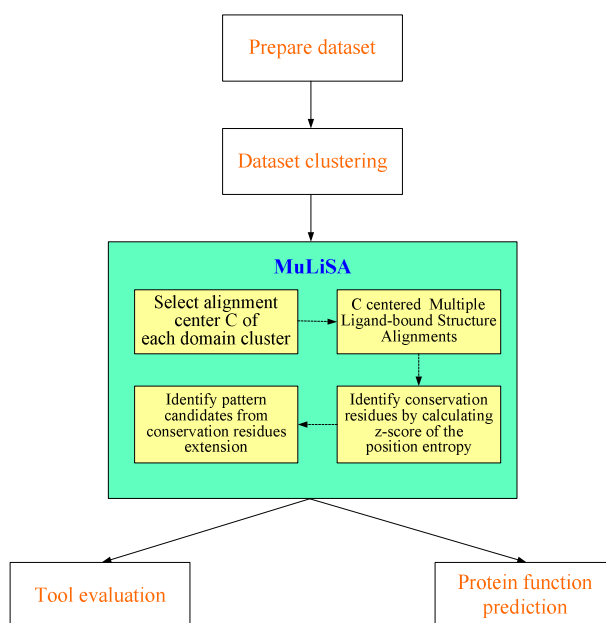 Prepare dataset
Dataset clustering
MuLiSA
Select alignment
center C of
each domain cluster
C centered Multiple
Ligand-bound Structure
Alignments
Identify pattern
candidates from
conservation residues
extension
Identify conservation
residues by calculating
z-score of the
position entropy
Tool evaluation
Protein function
prediction